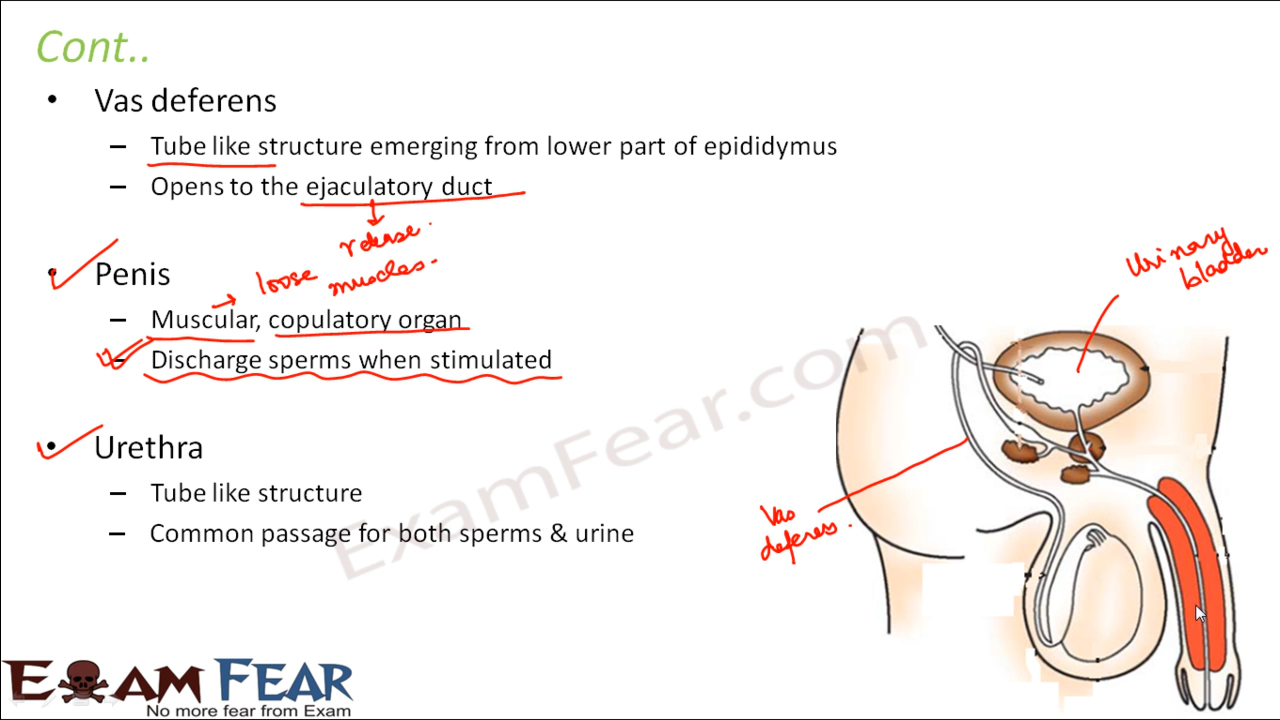 Cont..
• Vas deferens
– Tube like structure emerging from lower part of epididymus
– Opens to the ejaculatory duct
release.
• Penis
loose muscles.
– Muscular, copulatory organ
– Discharge sperms when stimulated
• Urethra
– Tube like structure
– Common passage for both sperms & urine
Urinary
bladder
Vas
deferens.
ExamFear.com
EXAM FEAR
No more fear from Exam